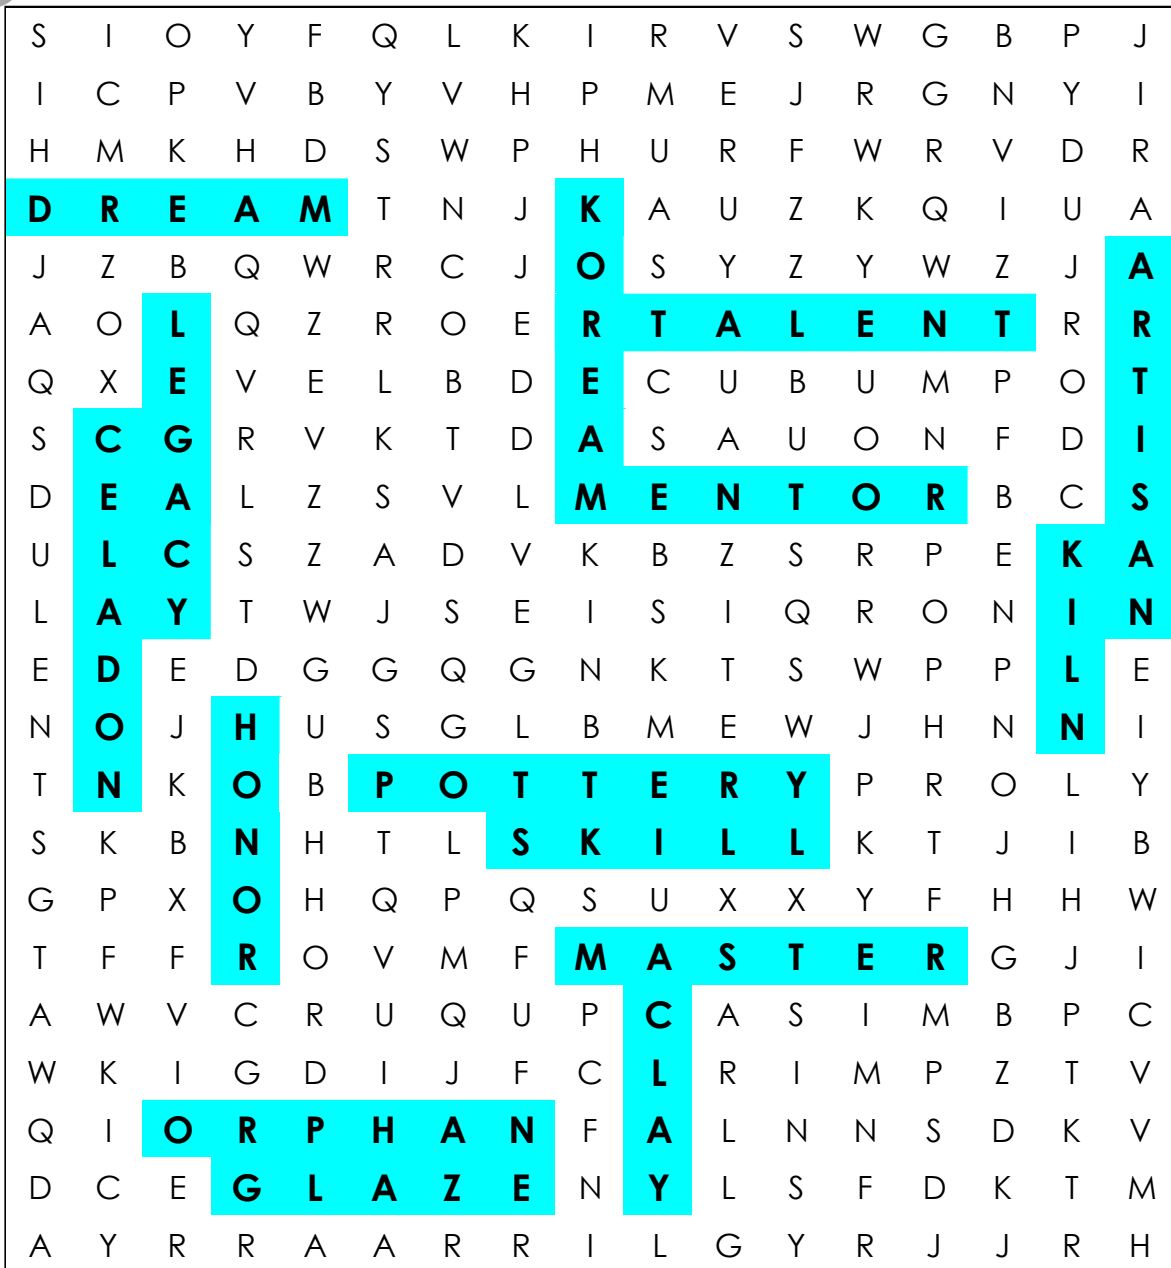 S I O Y F Q L K I R V S W G B P J
I C P V B Y V H P M E J R G N Y I
H M K H D S W P H U R F W R V D R
D R E A M T N J K A U Z K Q I U A
J Z B Q W R C J O S Y Z Y W Z J A
A O L Q Z R O E R T A L E N T R R
Q X E V E L B D E C U B U M P O T
S C G R V K T D A S A U O N F D I
D E A L Z S V L M E N T O R B C S
U L C S Z A D V K B Z S R P E K A
L A Y T W J S E I S I Q R O N I N
E D E D G G Q G N K T S W P P L E
N O J H U S G L B M E W J H N N I
T N K O B P O T T E R Y P R O L Y
S K B N H T L S K I L L K T J I B
G P X O H Q P Q S U X X Y F H H W
T F F R O V M F M A S T E R G J I
A W V C R U Q U P C A S I M B P C
W K I G D I J F C L R I M P Z T V
Q I O R P H A N F A L N N S D K V
D C E G L A Z E N Y L S F D K T M
A Y R R A A R R I L G Y R J J R H